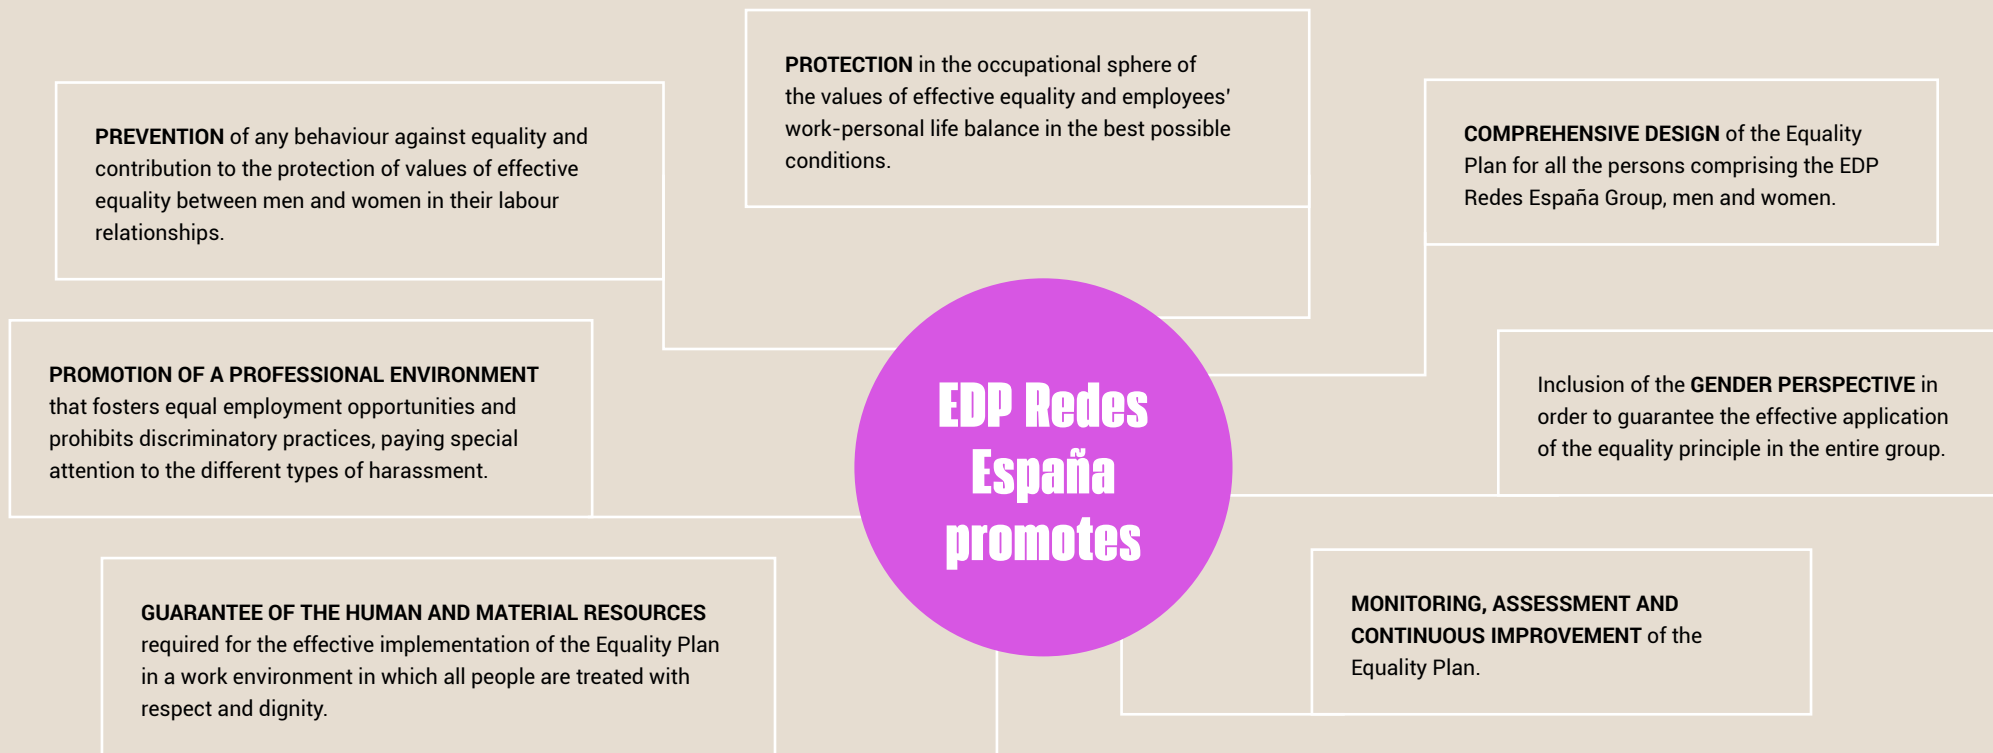 PROTECTION in the occupational sphere of
the values of effective equality and employees'
work-personal life balance in the best possible
conditions.
PREVENTION of any behaviour against equality and
contribution to the protection of values of effective
equality between men and women in their labour
relationships.
COMPREHENSIVE DESIGN of the Equality
Plan for all the persons comprising the EDP
Redes España Group, men and women.
PROMOTION OF A PROFESSIONAL ENVIRONMENT
that fosters equal employment opportunities and
prohibits discriminatory practices, paying special
attention to the different types of harassment.
EDP Redes
España
promotes
Inclusion of the GENDER PERSPECTIVE in
order to guarantee the effective application
of the equality principle in the entire group.
GUARANTEE OF THE HUMAN AND MATERIAL RESOURCES
required for the effective implementation of the Equality Plan
in a work environment in which all people are treated with
respect and dignity.
MONITORING, ASSESSMENT AND
CONTINUOUS IMPROVEMENT of the
Equality Plan.